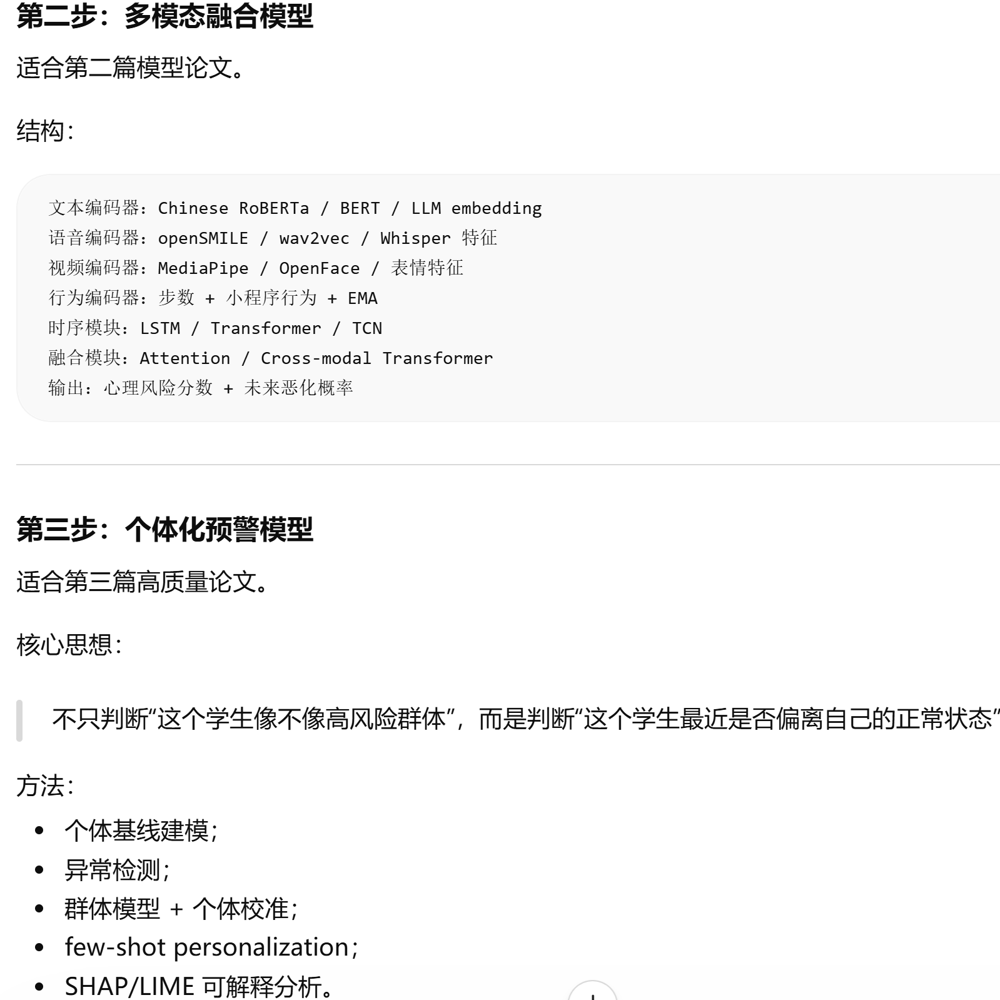 第二步：多模态融合模型
适合第二篇模型论文。
结构：
文本编码器：Chinese RoBERTa / BERT / LLM embedding
语音编码器：openSMILE / wav2vec / Whisper 特征
视频编码器：MediaPipe / OpenFace / 表情特征
行为编码器：步数 + 小程序行为 + EMA
时序模块：LSTM / Transformer / TCN
融合模块：Attention / Cross-modal Transformer
输出：心理风险分数 + 未来恶化概率
第三步：个体化预警模型
适合第三篇高质量论文。
核心思想：
不只判断“这个学生像不像高风险群体”，而是判断“这个学生最近是否偏离自己的正常状态”
方法：
• 个体基线建模；
• 异常检测；
• 群体模型 + 个体校准；
• few-shot personalization；
• SHAP/LIME 可解释分析。